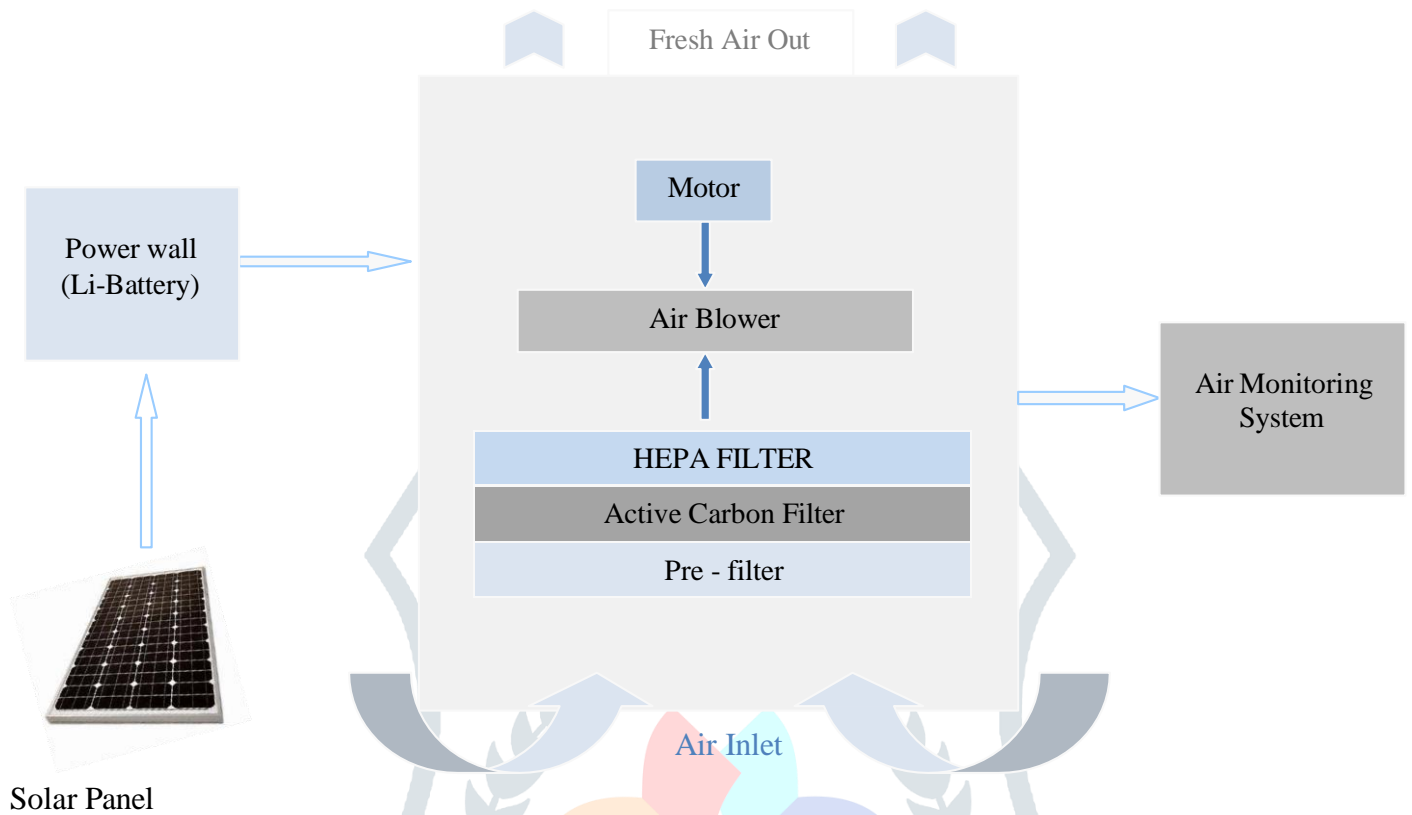 Fresh Air Out
Motor
Power wall
(Li-Battery)
Air Blower
Air Monitoring
System
HEPA FILTER
Active Carbon Filter
Pre - filter
Air Inlet
Solar Panel